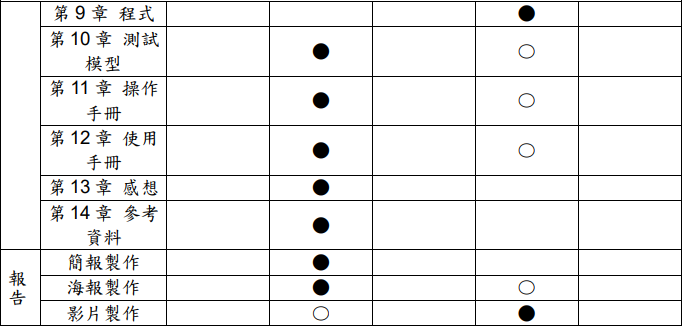 第 9 章 程式 ●
第 10 章 測試
模型 ● ○
第 11 章 操作
手冊 ● ○
第 12 章 使用
手冊 ● ○
第 13 章 感想 ●
第 14 章 參考
資料 ●
報告
簡報製作 ●
海報製作 ● ○
影片製作 ○ ●